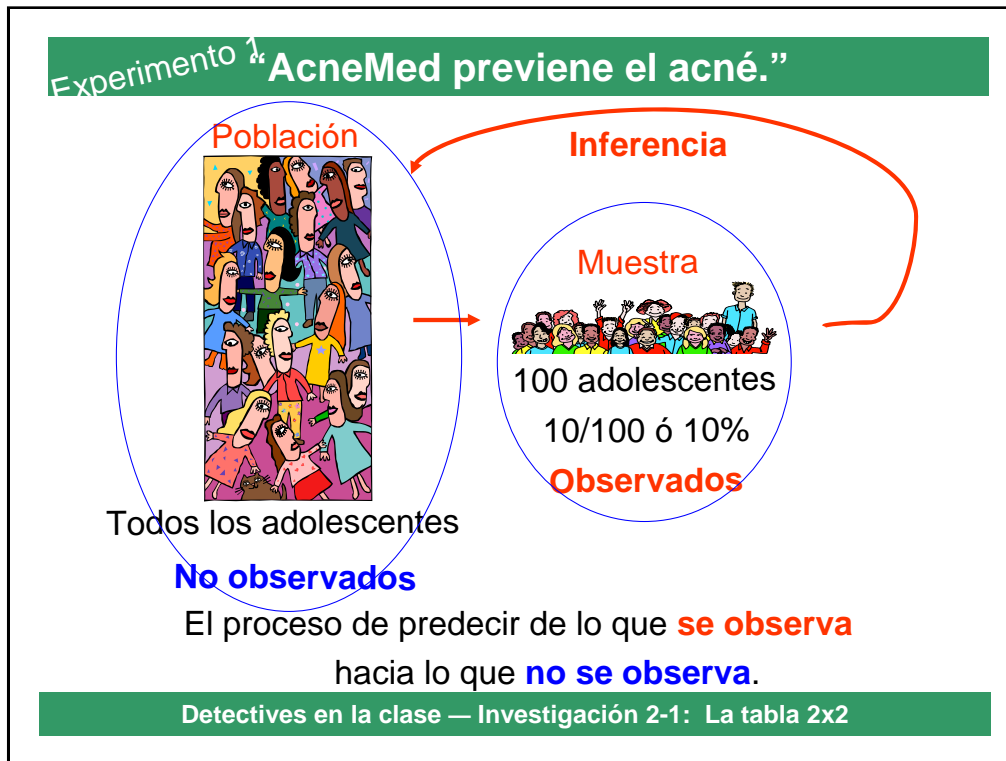 Experimento 1
“AcneMed previene el acné.”
Población
Inferencia
Muestra
100 adolescentes
10/100 ó 10%
Observados
Todos los adolescentes
No observados
El proceso de predecir de lo que se observa
hacia lo que no se observa.
Detectives en la clase — Investigación 2-1: La tabla 2x2